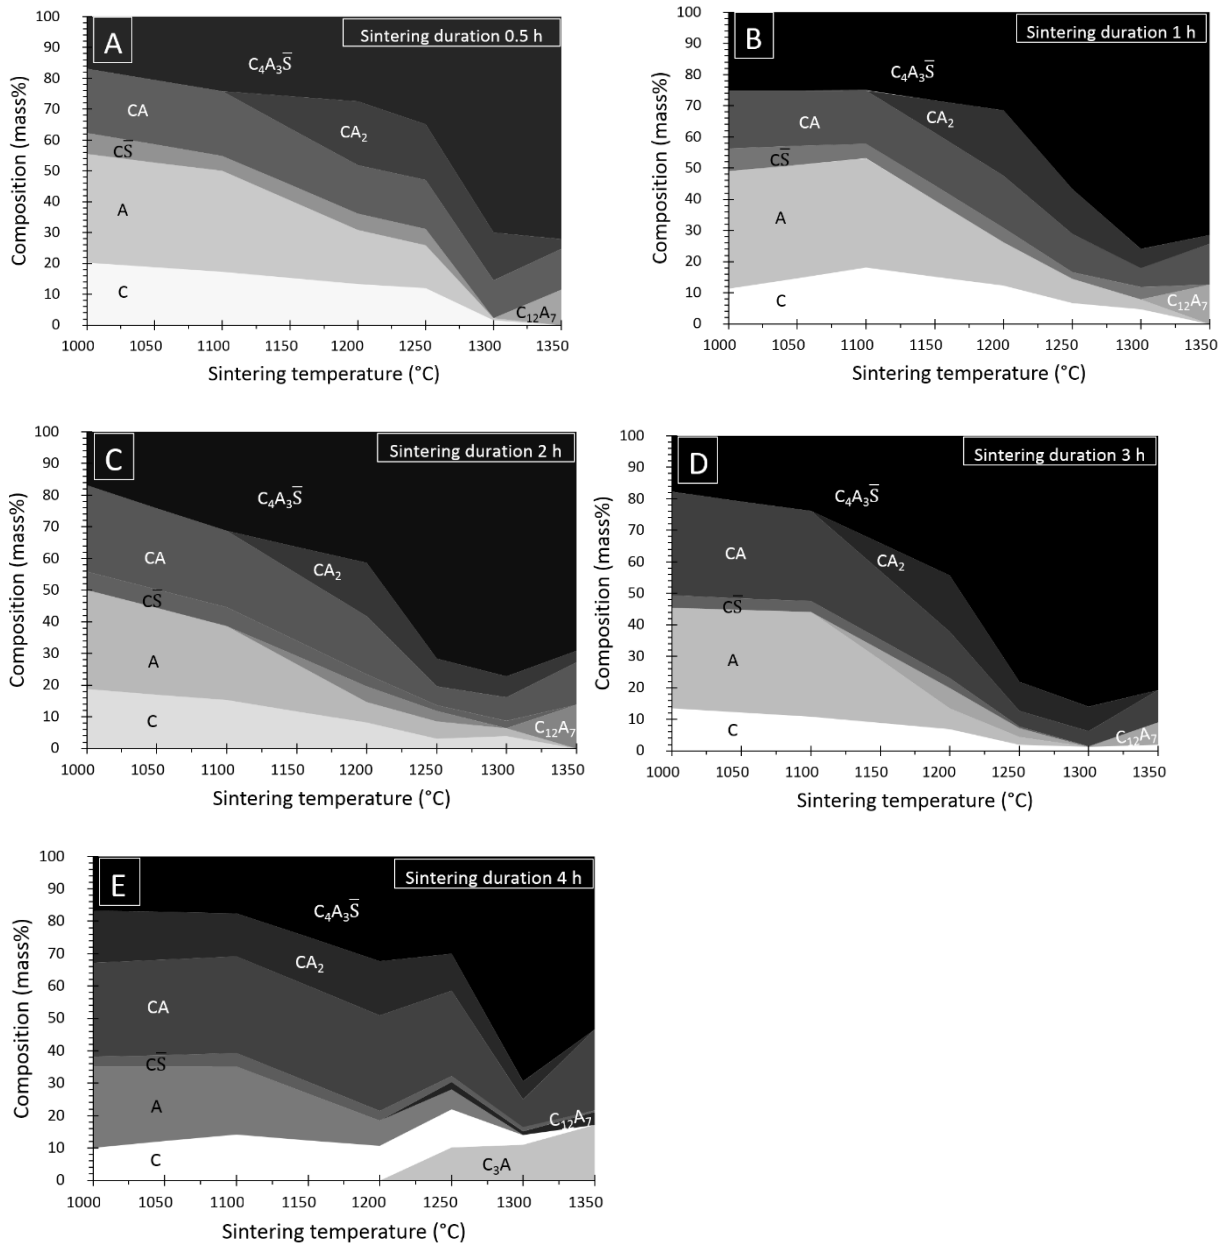 A
Sintering duration 0.5 h
C₄A₃S̅
CA
CA₂
CS̅
A
C
C₁₂A₇
Composition (mass%)
100
90
80
70
60
50
40
30
20
10
0
1000 1050 1100 1150 1200 1250 1300 1350
Sintering temperature (°C)
B
Sintering duration 1 h
C₄A₃S̅
CA
CA₂
CS̅
A
C
C₁₂A₇
Composition (mass%)
100
90
80
70
60
50
40
30
20
10
0
1000 1050 1100 1150 1200 1250 1300 1350
Sintering temperature (°C)
C
Sintering duration 2 h
C₄A₃S̅
CA
CA₂
CS̅
A
C
C₁₂A₇
Composition (mass%)
100
90
80
70
60
50
40
30
20
10
0
1000 1050 1100 1150 1200 1250 1300 1350
Sintering temperature (°C)
D
Sintering duration 3 h
C₄A₃S̅
CA
CA₂
CS̅
A
C
C₁₂A₇
Composition (mass%)
100
90
80
70
60
50
40
30
20
10
0
1000 1050 1100 1150 1200 1250 1300 1350
Sintering temperature (°C)
E
Sintering duration 4 h
C₄A₃S̅
CA₂
CA
CS̅
A
C₁₂A₇
C
C₃A
Composition (mass%)
100
90
80
70
60
50
40
30
20
10
0
1000 1050 1100 1150 1200 1250 1300 1350
Sintering temperature (°C)